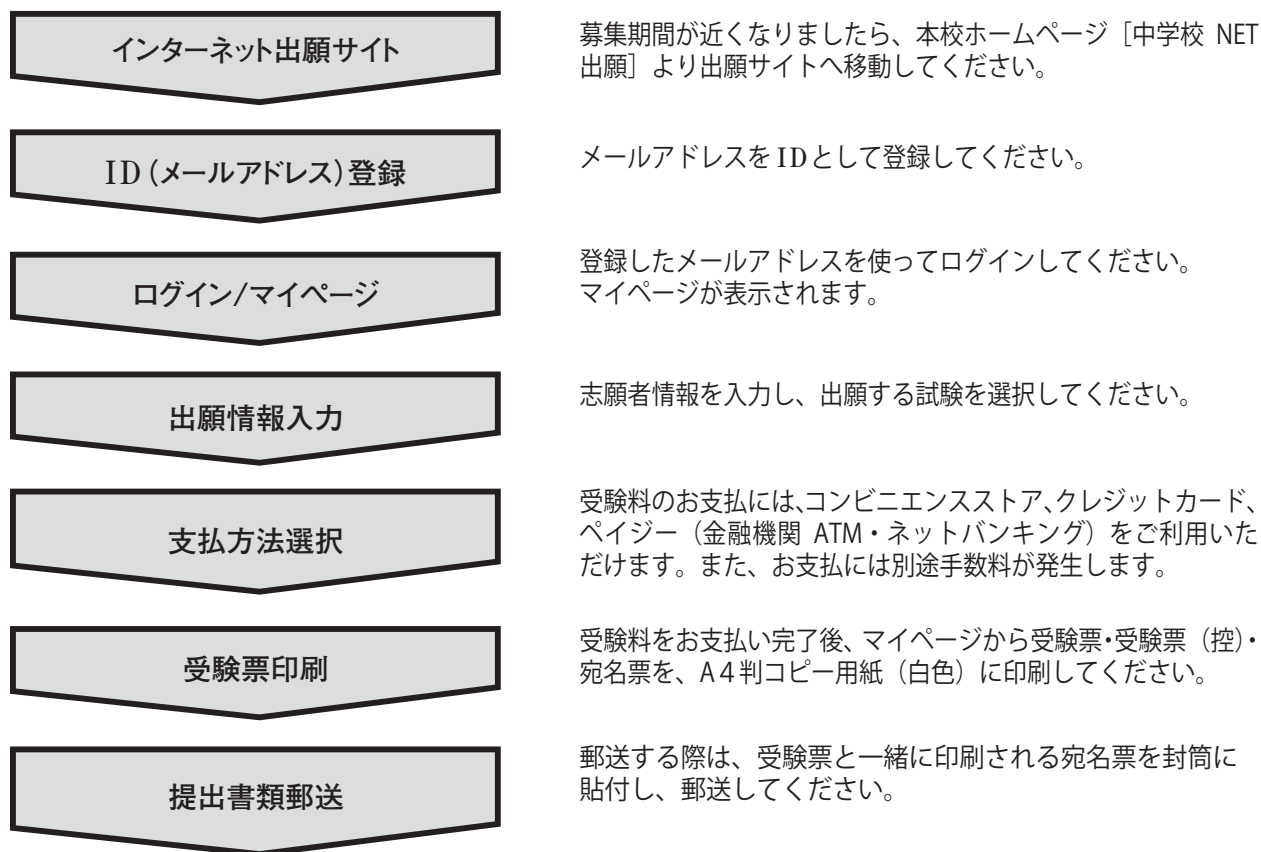 インターネット出願サイト
募集期間が近くなりましたら、本校ホームページ［中学校 NET
出願］より出願サイトへ移動してください。
ID（メールアドレス）登録
メールアドレスをIDとして登録してください。
ログイン/マイページ
登録したメールアドレスを使ってログインしてください。
マイページが表示されます。
出願情報入力
志願者情報を入力し、出願する試験を選択してください。
支払方法選択
受験料のお支払には、コンビニエンスストア、クレジットカード、
ペイジー（金融機関 ATM・ネットバンキング）をご利用いた
だけます。また、お支払には別途手数料が発生します。
受験票印刷
受験料をお支払い完了後、マイページから受験票・受験票（控）・
宛名票を、A４判コピー用紙（白色）に印刷してください。
提出書類郵送
郵送する際は、受験票と一緒に印刷される宛名票を封筒に
貼付し、郵送してください。